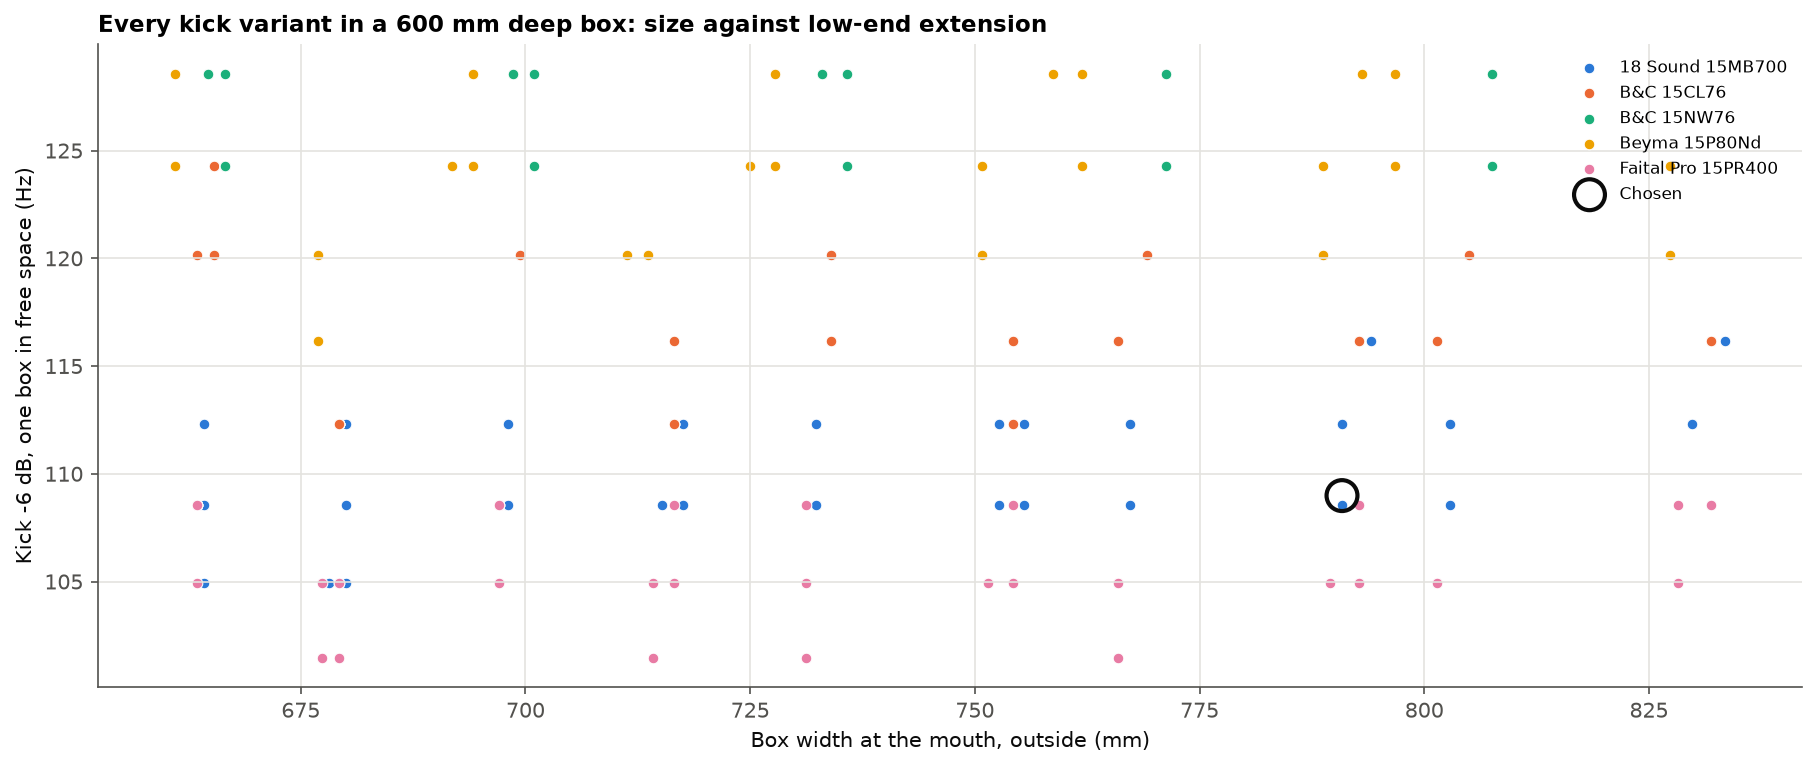 Every kick variant in a 600 mm deep box: size against low-end extension
Kick -6 dB, one box in free space (Hz)
125
120
115
110
105
18 Sound 15MB700
B&C 15CL76
B&C 15NW76
Beyma 15P80Nd
Faital Pro 15PR400
Chosen
675
700
725
750
775
800
825
Box width at the mouth, outside (mm)